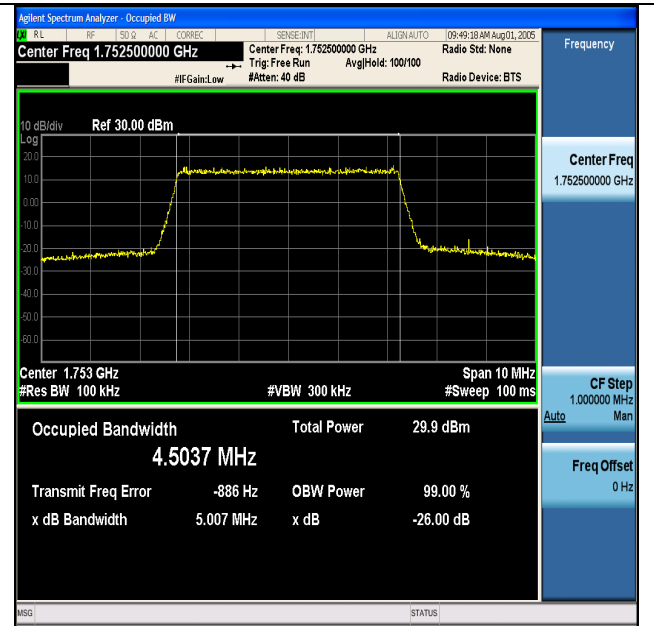 Agilent Spectrum Analyzer - Occupied BW
LXI RL RF 50 Ω AC CORREC SENSE:INT ALIGN AUTO 09:49:18 AM Aug 01, 2005
Center Freq 1.752500000 GHz
Center Freq: 1.752500000 GHz
Radio Std: None
Trig: Free Run Avg|Hold: 100/100
#IFGain:Low
#Atten: 40 dB
Radio Device: BTS
Frequency
10 dB/div Ref 30.00 dBm
Log
20.0
10.0
0.00
-10.0
-20.0
-30.0
-40.0
-50.0
-60.0
Center 1.753 GHz Span 10 MHz
#Res BW 100 kHz #VBW 300 kHz #Sweep 100 ms
Occupied Bandwidth Total Power 29.9 dBm
4.5037 MHz
Transmit Freq Error -886 Hz OBW Power 99.00 %
x dB Bandwidth 5.007 MHz x dB -26.00 dB
Center Freq
1.752500000 GHz
CF Step
1.000000 MHz
Auto Man
Freq Offset
0 Hz
MSG STATUS